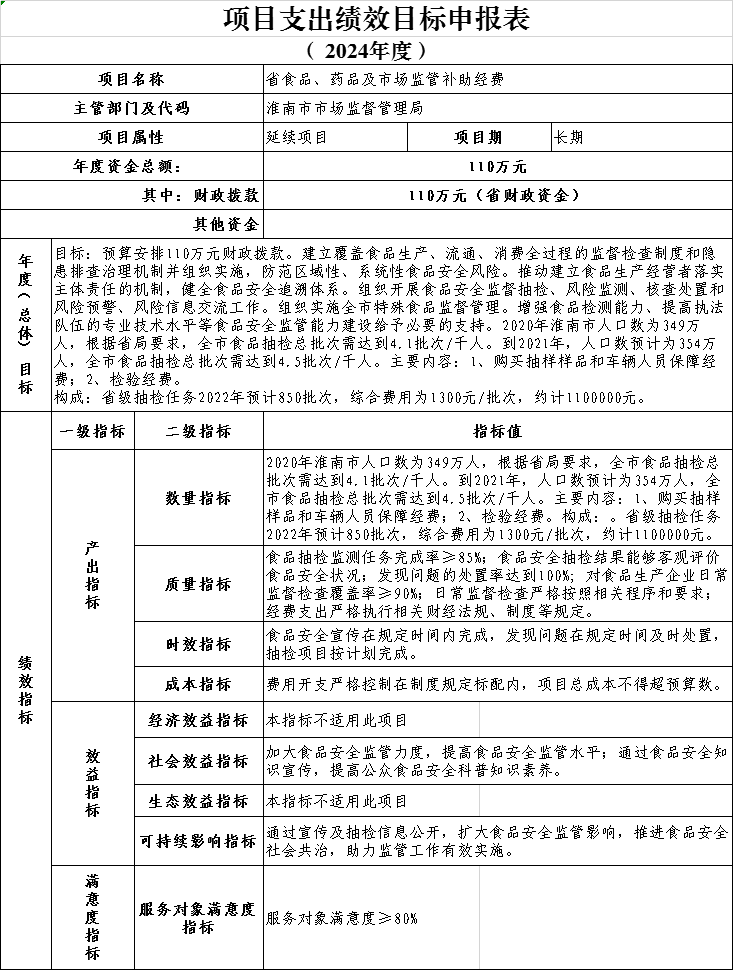 项目支出绩效目标申报表
（ 2024年度 ）
项目名称
省食品、药品及市场监管补助经费
主管部门及代码
淮南市市场监督管理局
项目属性
延续项目
项目期
长期
年度资金总额：
110万元
其中：财政拨款
110万元（省财政资金）
其他资金
年度（总体）目标
目标：预算安排110万元财政拨款。建立覆盖食品生产、流通、消费全过程的监督检查制度和隐
患排查治理机制并组织实施，防范区域性、系统性食品安全风险。推动建立食品生产经营者落实
主体责任的机制，健全食品安全追溯体系。组织开展食品安全监督抽检、风险监测、核查处置和
风险预警、风险信息交流工作。组织实施全市特殊食品监督管理。增强食品检测能力、提高执法
队伍的专业技术水平等食品安全监管能力建设给予必要的支持。2020年淮南市人口数为349万
人，根据省局要求，全市食品抽检总批次需达到4.1批次/千人。到2021年，人口数预计为354万
人，全市食品抽检总批次需达到4.5批次/千人。主要内容：1、购买抽样样品和车辆人员保障经
费；2、检验经费。
构成：省级抽检任务2022年预计850批次，综合费用为1300元/批次，约计1100000元。
绩效指标
一级指标
二级指标
指标值
产出指标
数量指标
2020年淮南市人口数为349万人，根据省局要求，全市食品抽检总
批次需达到4.1批次/千人。到2021年，人口数预计为354万人，全
市食品抽检总批次需达到4.5批次/千人。主要内容：1、购买抽样
样品和车辆人员保障经费；2、检验经费。构成：。省级抽检任务
2022年预计850批次，综合费用为1300元/批次，约计1100000元。
质量指标
食品抽检监测任务完成率≥85%；食品安全抽检结果能够客观评价
食品安全状况；发现问题的处置率达到100%；对食品生产企业日常
监督检查覆盖率≥90%；日常监督检查严格按照相关程序和要求；
经费支出严格执行相关财经法规、制度等规定。
时效指标
食品安全宣传在规定时间内完成，发现问题在规定时间及时处置，
抽检项目按计划完成。
成本指标
费用开支严格控制在制度规定标配内，项目总成本不得超预算数。
效益指标
经济效益指标
本指标不适用此项目
社会效益指标
加大食品安全监管力度，提高食品安全监管水平；通过食品安全知
识宣传，提高公众食品安全科普知识素养。
生态效益指标
本指标不适用此项目
可持续影响指标
通过宣传及抽检信息公开，扩大食品安全监管影响，推进食品安全
社会共治，助力监管工作有效实施。
满意度指标
服务对象满意度
指标
服务对象满意度≥80%